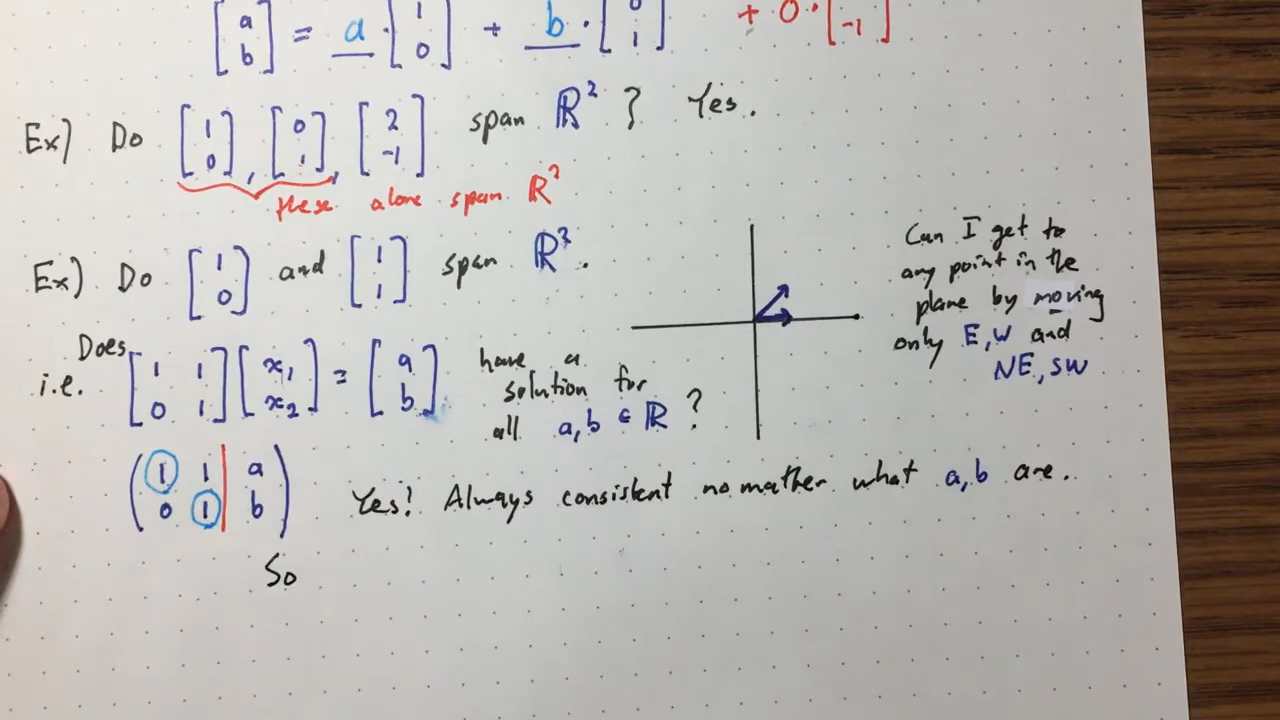 [a b] = a · [1 0] + b · [0 1] + 0 · [ -1]
Ex) Do [1 0], [0 1], [2 -1] span ℝ² ? Yes.
these alone span ℝ²
Ex) Do [1 0] and [1 1] span ℝ².
Can I get to
any point in the
plane by moving
only E, W and
NE, SW
Does
i.e. [1 1 0 1] [x₁ x₂] = [a b]
have a
solution for
all a, b ∈ ℝ ?
(1 1 | a 0 1 | b) Yes! Always consistent no mather what a, b are.
So